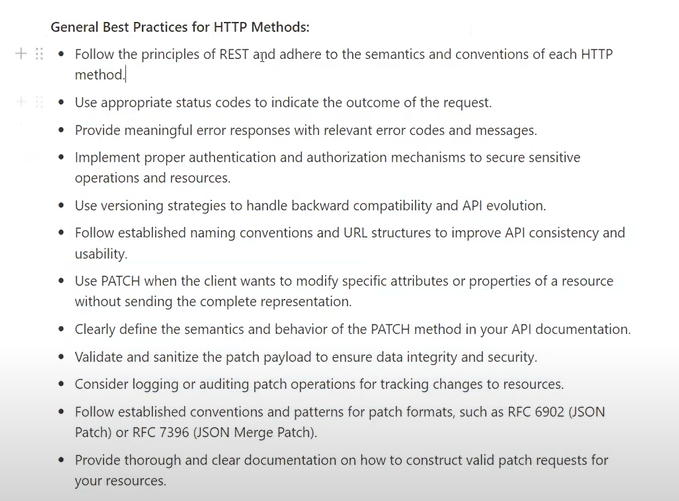 General Best Practices for HTTP Methods:
• Follow the principles of REST and adhere to the semantics and conventions of each HTTP
method.
• Use appropriate status codes to indicate the outcome of the request.
• Provide meaningful error responses with relevant error codes and messages.
• Implement proper authentication and authorization mechanisms to secure sensitive
operations and resources.
• Use versioning strategies to handle backward compatibility and API evolution.
• Follow established naming conventions and URL structures to improve API consistency and
usability.
• Use PATCH when the client wants to modify specific attributes or properties of a resource
without sending the complete representation.
• Clearly define the semantics and behavior of the PATCH method in your API documentation.
• Validate and sanitize the patch payload to ensure data integrity and security.
• Consider logging or auditing patch operations for tracking changes to resources.
• Follow established conventions and patterns for patch formats, such as RFC 6902 (JSON
Patch) or RFC 7396 (JSON Merge Patch).
• Provide thorough and clear documentation on how to construct valid patch requests for
your resources.